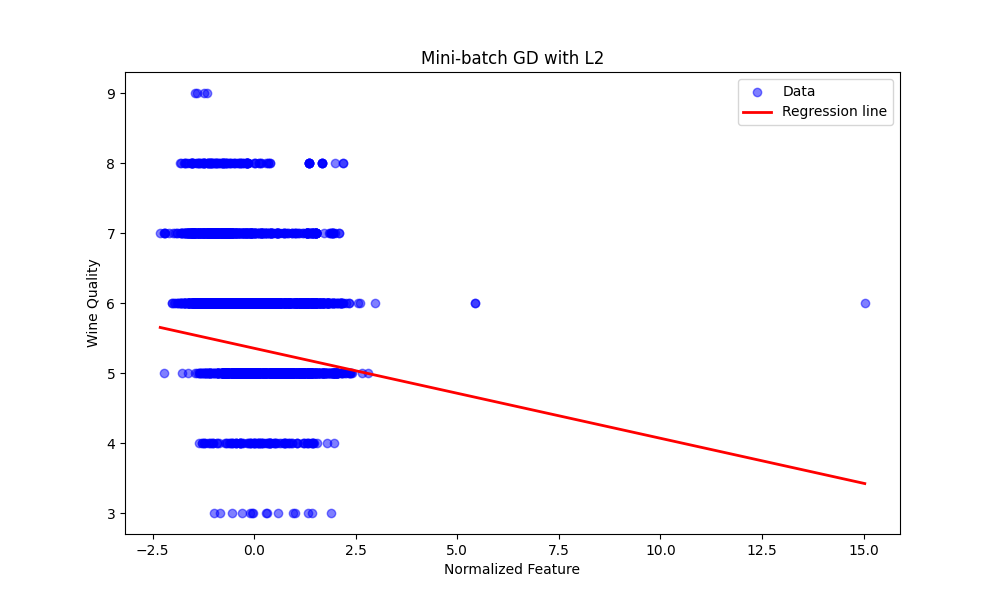 Mini-batch GD with L2
Data
Regression line
Wine Quality
9
8
7
6
5
4
3
−2.5 0.0 2.5 5.0 7.5 10.0 12.5 15.0
Normalized Feature